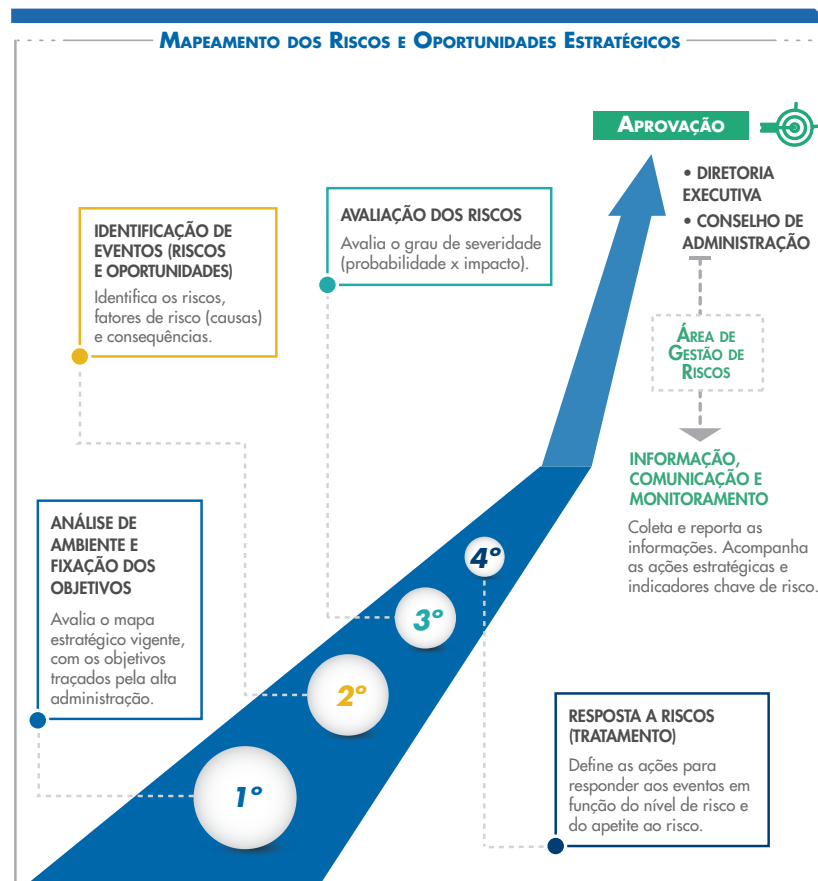 MAPEAMENTO DOS RISCOS E OPORTUNIDADES ESTRATÉGICOS
APROVAÇÃO
• DIRETORIA
EXECUTIVA
• CONSELHO DE
ADMINISTRAÇÃO
ÁREA DE
GESTÃO DE
RISCOS
INFORMAÇÃO,
COMUNICAÇÃO E
MONITORAMENTO
Coleta e reporta as
informações. Acompanha
as ações estratégicas e
indicadores chave de risco.
AVALIAÇÃO DOS RISCOS
Avalia o grau de severidade
(probabilidade x impacto).
IDENTIFICAÇÃO DE
EVENTOS (RISCOS
E OPORTUNIDADES)
Identifica os riscos,
fatores de risco (causas)
e consequências.
ANÁLISE DE
AMBIENTE E
FIXAÇÃO DOS
OBJETIVOS
Avalia o mapa
estratégico vigente,
com os objetivos
traçados pela alta
administração.
4º
3º
2º
1º
RESPOSTA A RISCOS
(TRATAMENTO)
Define as ações para
responder aos eventos em
função do nível de risco e
do apetite ao risco.